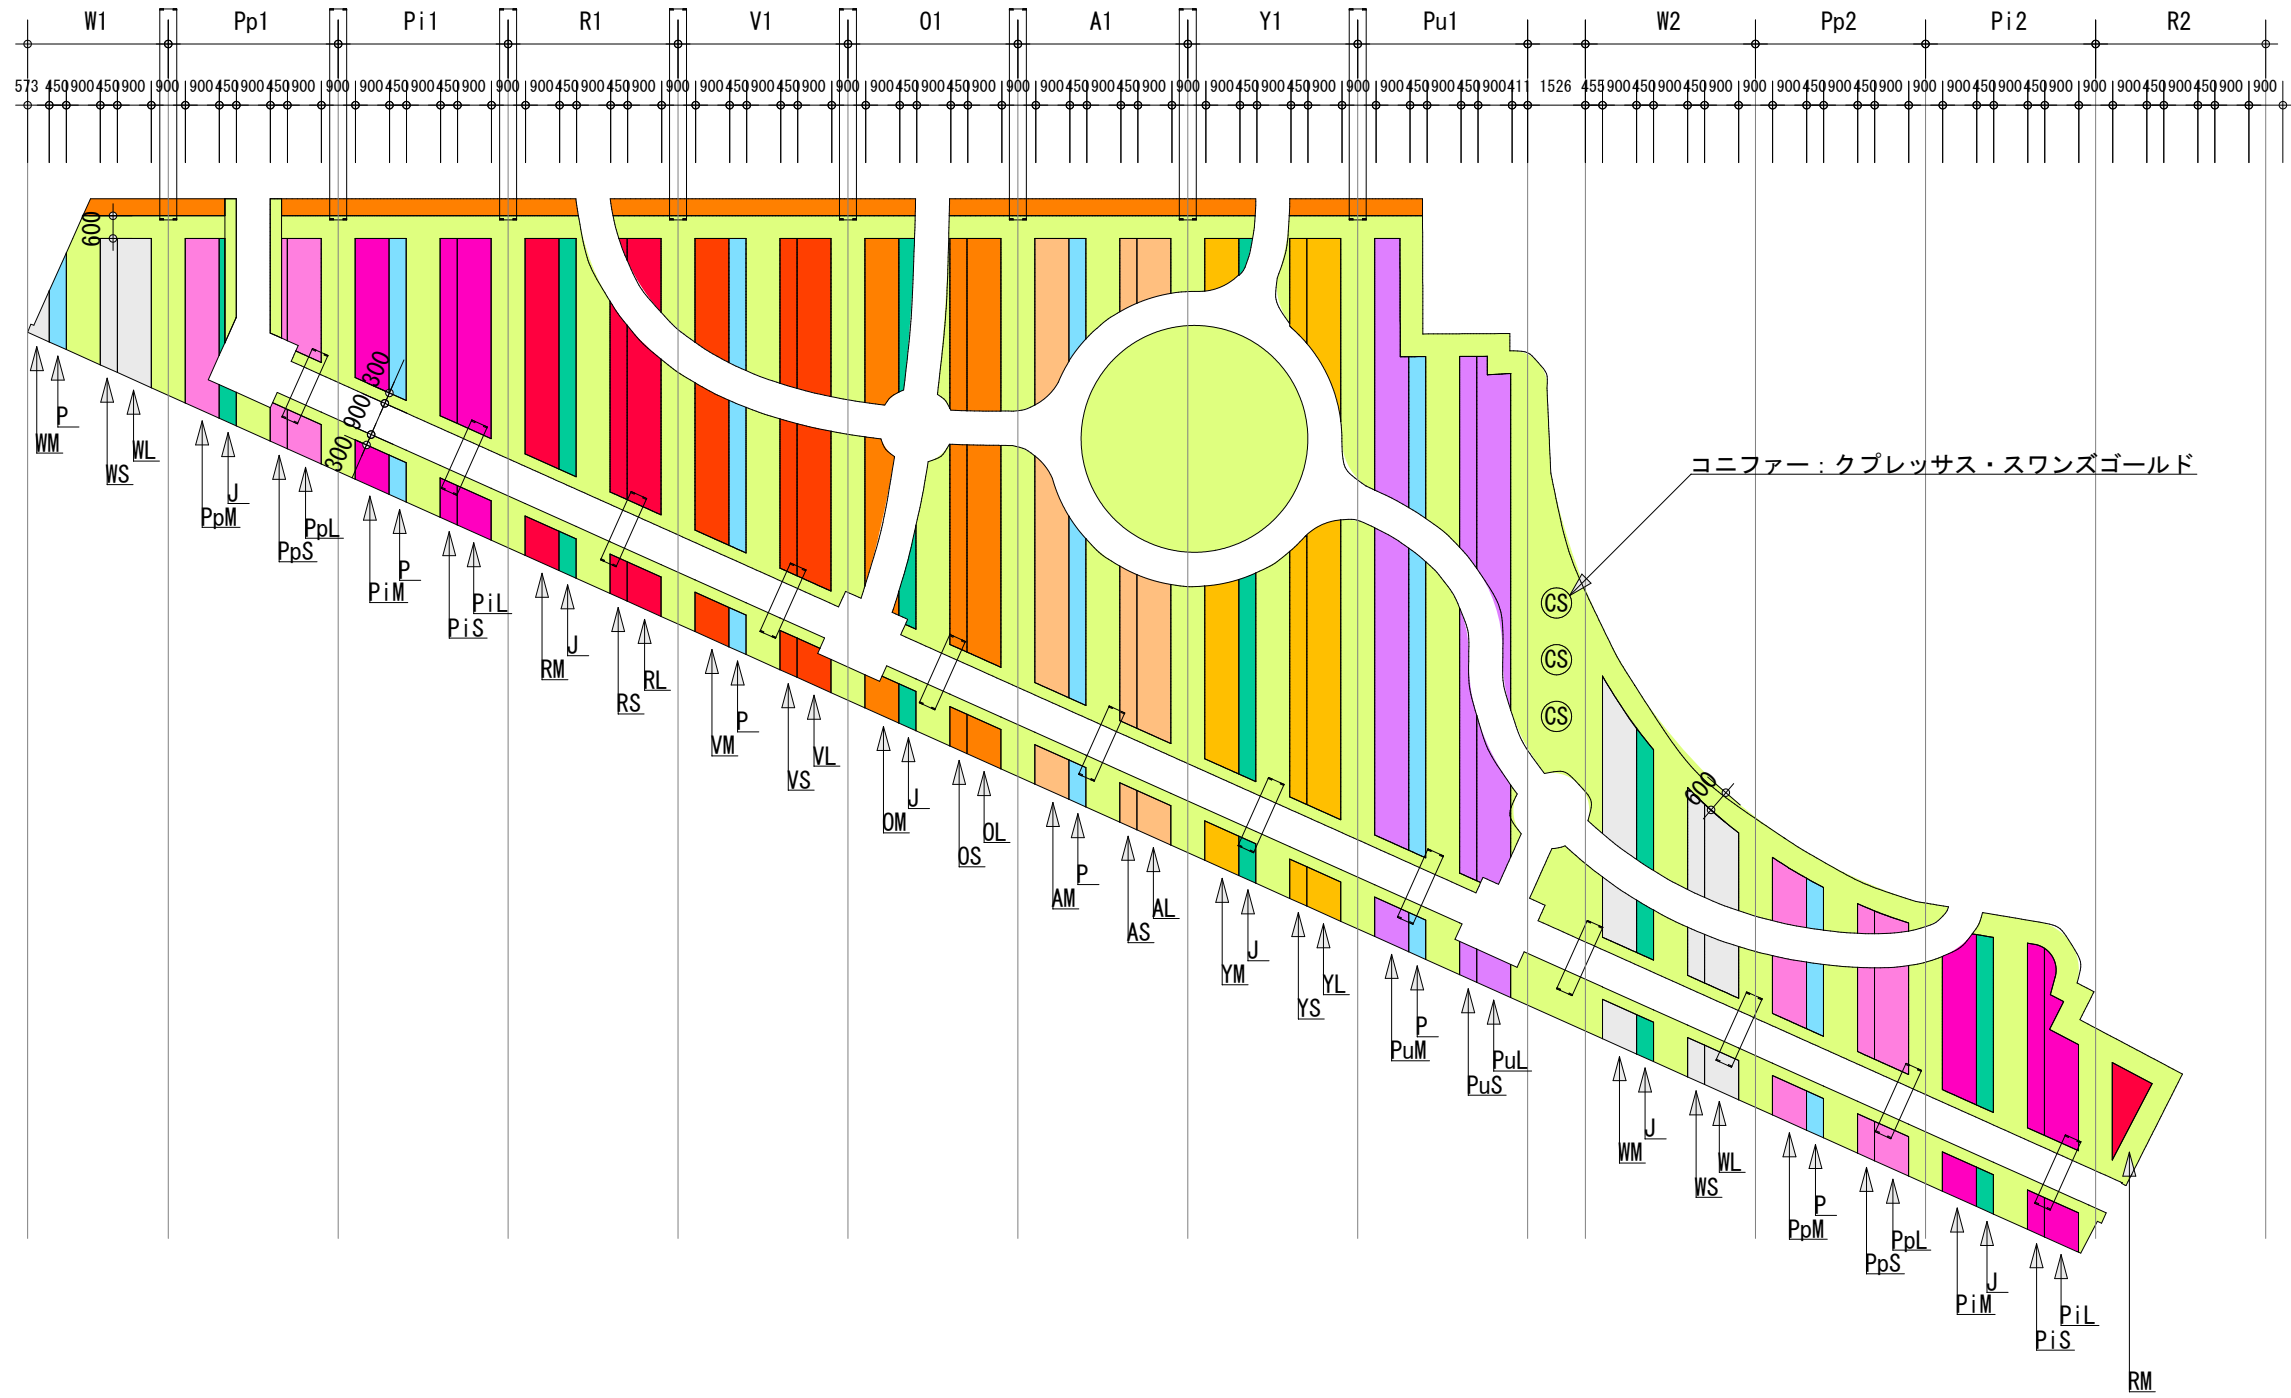 W1 Pp1 Pi1 R1 V1 O1 A1 Y1 Pu1 W2 Pp2 Pi2 R2
573 450 900 450 900 900 900 450 900 450 900 900 900 450 900 450 900 900 900 450 900 450 900 900 900 450 900 450 900 900 900 450 900 450 900 900 900 450 900 450 900 900 900 450 900 450 900 900 900 450 900 450 900 411 1526 455 900 450 900 450 900 900 900 450 900 450 900 900 900 450 900 450 900 900 900 450 900 450 900 900
600
300
900
300
コニファー：クプレッサス・スワンズゴールド
CS
CS
CS
600
WM P WS WL
PpM J PpS PpL
PiM P PiS PiL
RM J RS RL
VM P VS VL
OM J OS OL
AM P AS AL
YM J YS YL
PuM P PuS PuL
WM J WS WL
PpM P PpS PpL
PiM J PiS PiL
RM